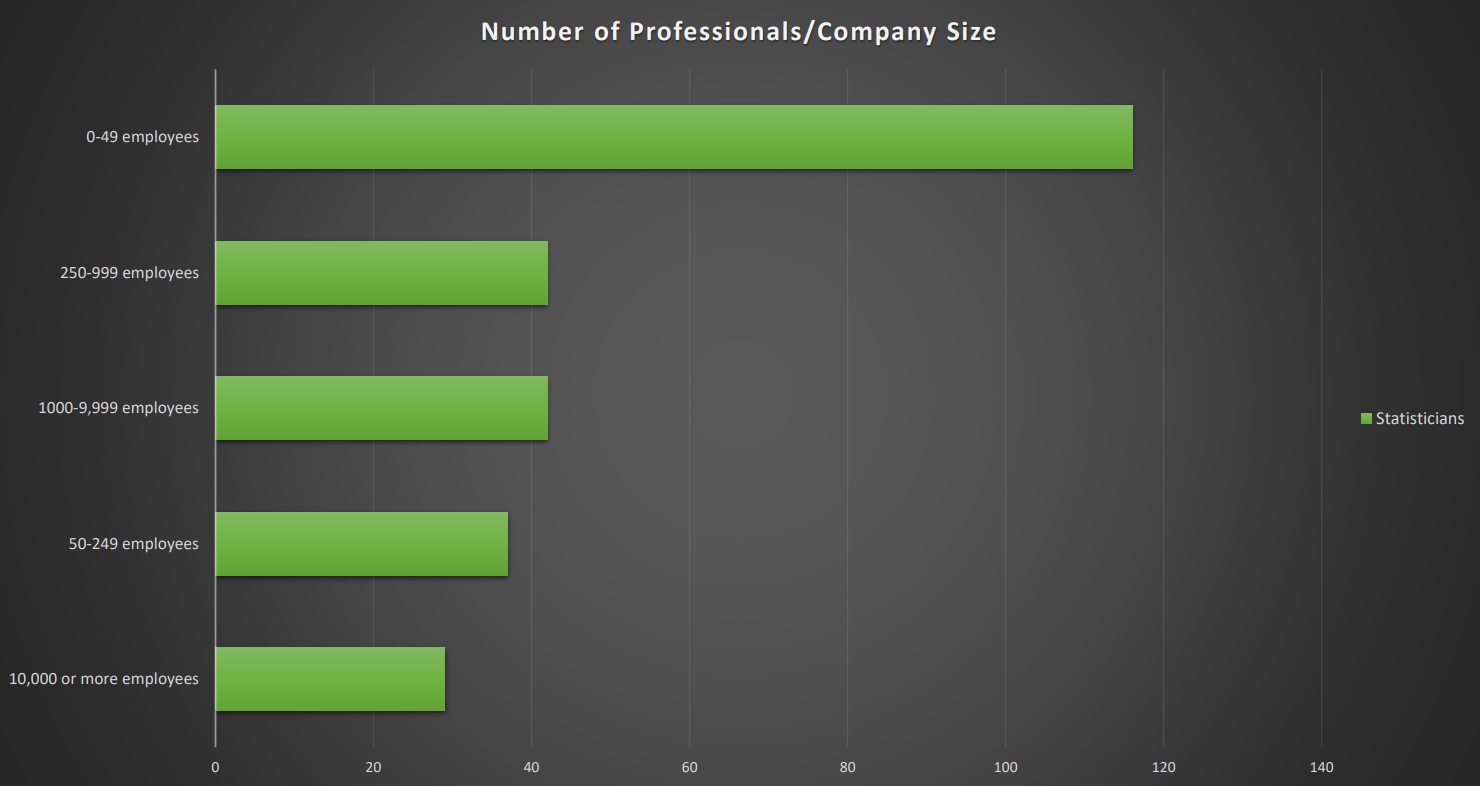 Number of Professionals/Company Size
0-49 employees
250-999 employees
1000-9,999 employees
Statisticians
50-249 employees
10,000 or more employees
0 20 40 60 80 100 120 140